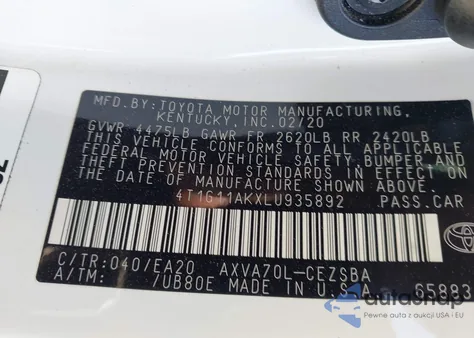 MFD.BY:TOYOTA MOTOR MANUFACTURING,
KENTUCKY,INC.02/20
GVWR 4475LB GAWR FR 2620LB RR 2420LB
THIS VEHICLE CONFORMS TO ALL APPLICABLE
FEDERAL MOTOR VEHICLE SAFETY, BUMPER AND
THEFT PREVENTION STANDARDS IN EFFECT ON
THE DATE OF MANUFACTURE SHOWN ABOVE.
4T1G11AKXLU935892 PASS.CAR
C/TR:040/EA20 AXVA70L-CEZSBA
A/TM: /UB80E MADE IN U.S.A. 65883
TOYOTA
autosnap
Pewne auta z aukcji USA i EU